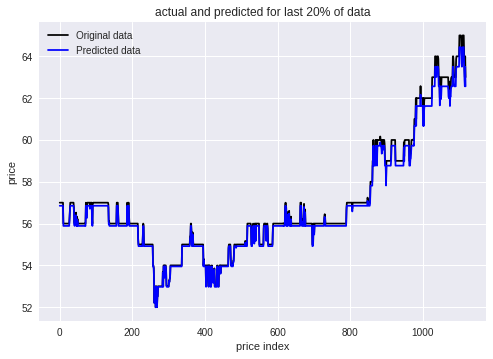 actual and predicted for last 20% of data
Original data
Predicted data
64
62
60
58
56
54
52
price
0
200
400
600
800
1000
price index